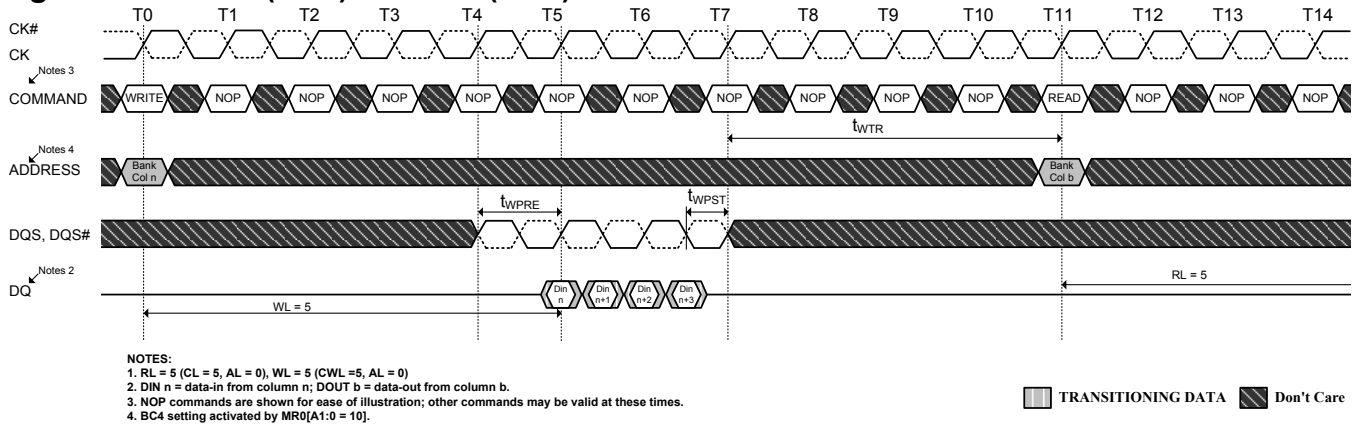 T0 T1 T2 T3 T4 T5 T6 T7 T8 T9 T10 T11 T12 T13 T14
CK#
CK
Notes 3
COMMAND WRITE NOP NOP NOP NOP NOP NOP NOP NOP NOP NOP READ NOP NOP NOP
tWTR
Notes 4
ADDRESS Bank Col n Bank Col b
tWPRE tWPST
DQS, DQS#
Notes 2
DQ Din n Din n+1 Din n+2 Din n+3 RL = 5
WL = 5
NOTES:
1. RL = 5 (CL = 5, AL = 0), WL = 5 (CWL =5, AL = 0)
2. DIN n = data-in from column n; DOUT b = data-out from column b.
3. NOP commands are shown for ease of illustration; other commands may be valid at these times.
4. BC4 setting activated by MR0[A1:0 = 10].
TRANSITIONING DATA Don't Care